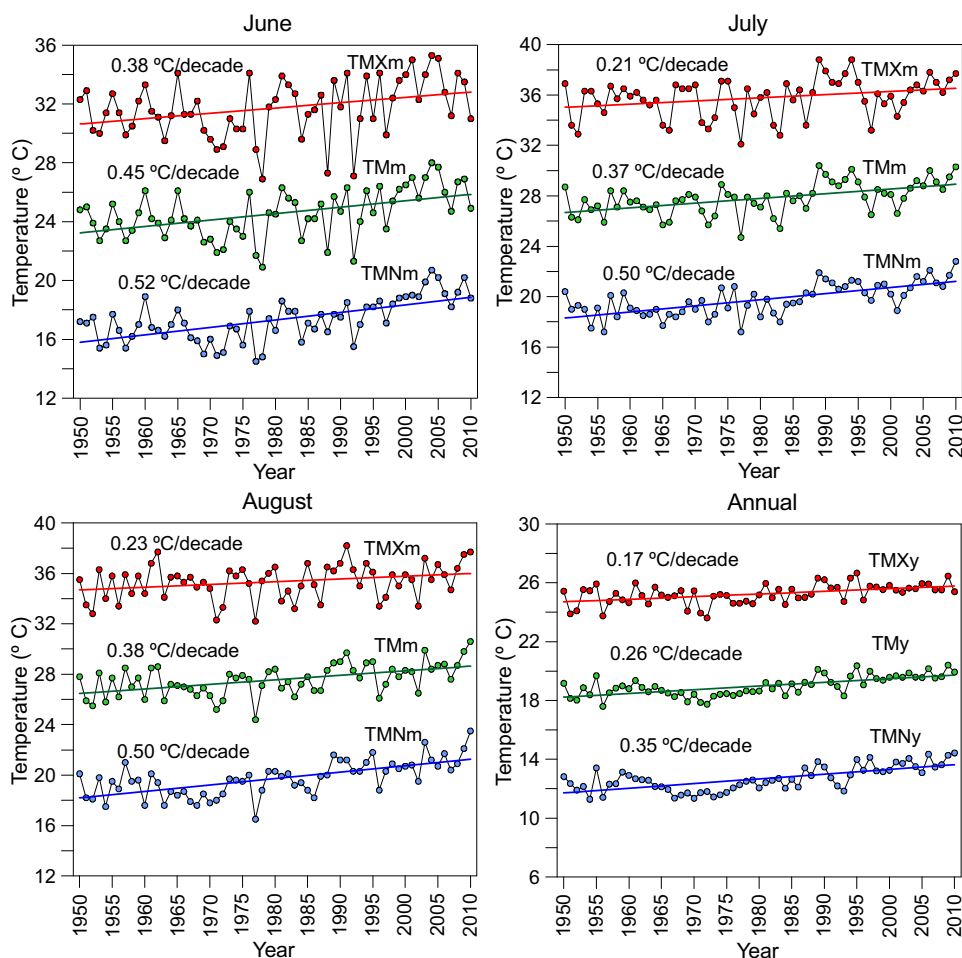 June
Temperature (º C)
36
32
28
24
20
16
12
0.38 ºC/decade
TMXm
0.45 ºC/decade
TMm
0.52 ºC/decade
TMNm
1950 1955 1960 1965 1970 1975 1980 1985 1990 1995 2000 2005 2010
Year
July
Temperature (º C)
40
36
32
28
24
20
16
12
0.21 ºC/decade
TMXm
0.37 ºC/decade
TMm
0.50 ºC/decade
TMNm
1950 1955 1960 1965 1970 1975 1980 1985 1990 1995 2000 2005 2010
Year
August
Temperature (º C)
40
36
32
28
24
20
16
12
0.23 ºC/decade
TMXm
0.38 ºC/decade
TMm
0.50 ºC/decade
TMNm
1950 1955 1960 1965 1970 1975 1980 1985 1990 1995 2000 2005 2010
Year
Annual
Temperature (º C)
30
26
22
18
14
10
6
0.17 ºC/decade
TMXy
0.26 ºC/decade
TMy
0.35 ºC/decade
TMNy
1950 1955 1960 1965 1970 1975 1980 1985 1990 1995 2000 2005 2010
Year